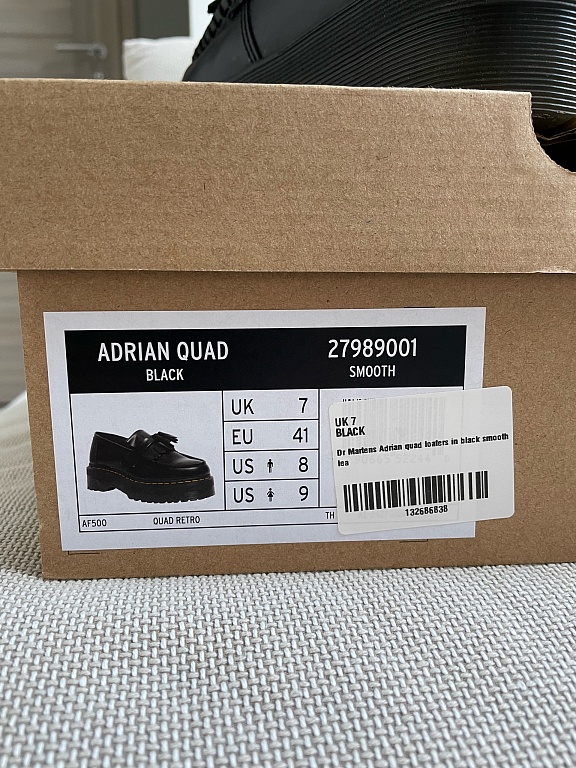 ADRIAN QUAD
BLACK
27989001
SMOOTH
UK 7
EU 41
US 8
US 9
AF500
QUAD RETRO
TH
UK 7
BLACK
Dr Martens Adrian quad loafers in black smooth
lea
132686838